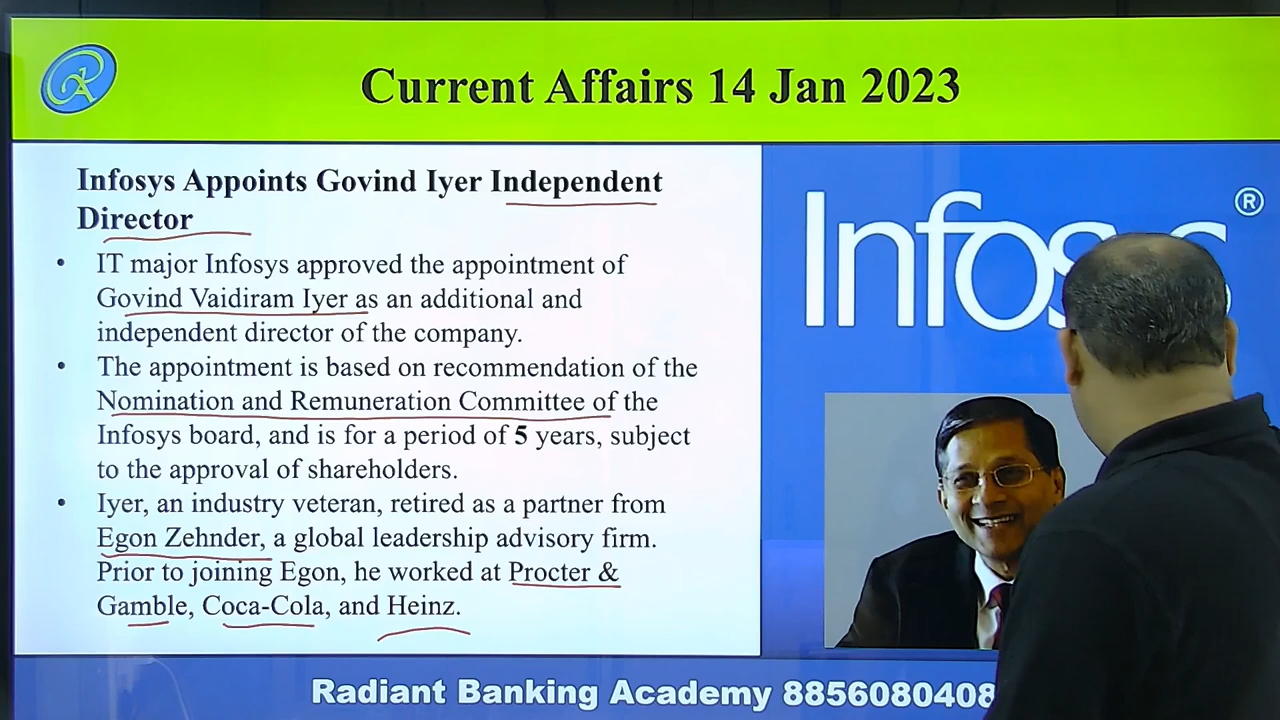 Current Affairs 14 Jan 2023
Infosys Appoints Govind Iyer Independent
Director
• IT major Infosys approved the appointment of
Govind Vaidiram Iyer as an additional and
independent director of the company.
• The appointment is based on recommendation of the
Nomination and Remuneration Committee of the
Infosys board, and is for a period of 5 years, subject
to the approval of shareholders.
• Iyer, an industry veteran, retired as a partner from
Egon Zehnder, a global leadership advisory firm.
Prior to joining Egon, he worked at Procter &
Gamble, Coca-Cola, and Heinz.
Infosys®
Radiant Banking Academy 8856080408